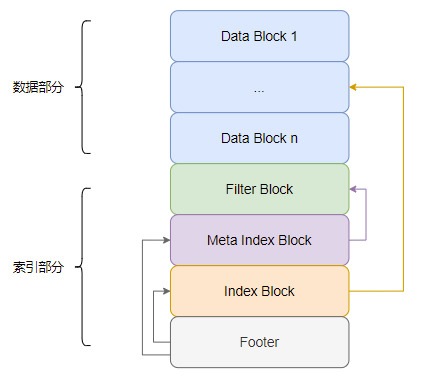 Data Block 1
数据部分
...
Data Block n
Filter Block
Meta Index Block
索引部分
Index Block
Footer